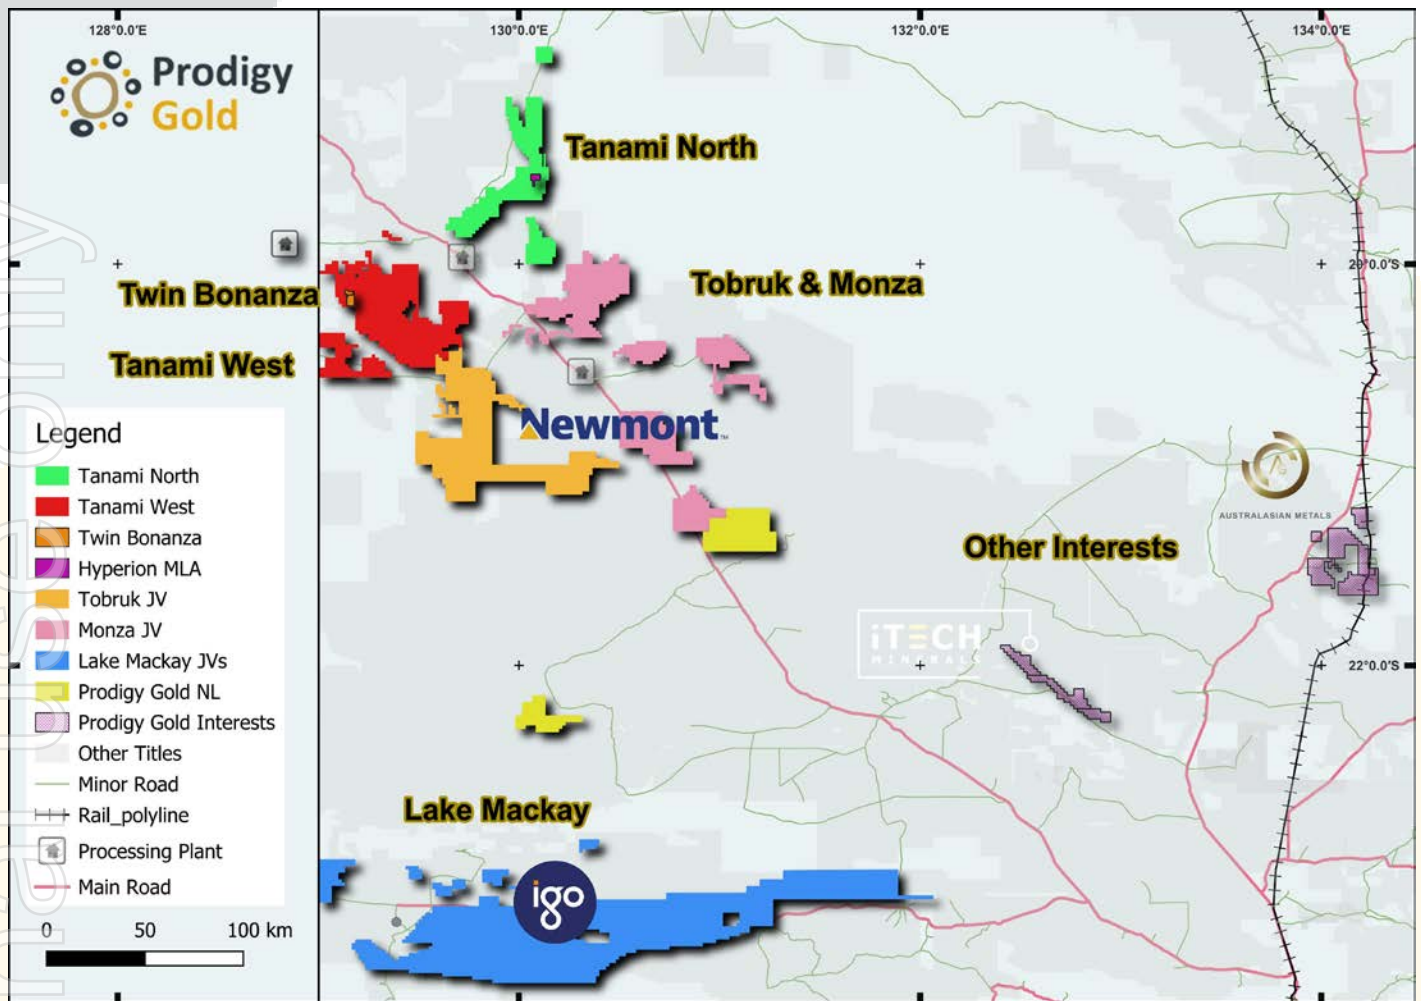 128°0.0'E
130°0.0'E
132°0.0'E
134°0.0'E
Prodigy
Gold
Tanami North
20°0.0'S
Twin Bonanza
Tobruk & Monza
Tanami West
Newmont™
Legend
Tanami North
Tanami West
Twin Bonanza
Hyperion MLA
Tobruk JV
Monza JV
Lake Mackay JVs
Prodigy Gold NL
Prodigy Gold Interests
Other Titles
Minor Road
Rail_polyline
Processing Plant
Main Road
0 50 100 km
AUSTRALASIAN METALS
Other Interests
iTECH
MINERALS
22°0.0'S
Lake Mackay
igo